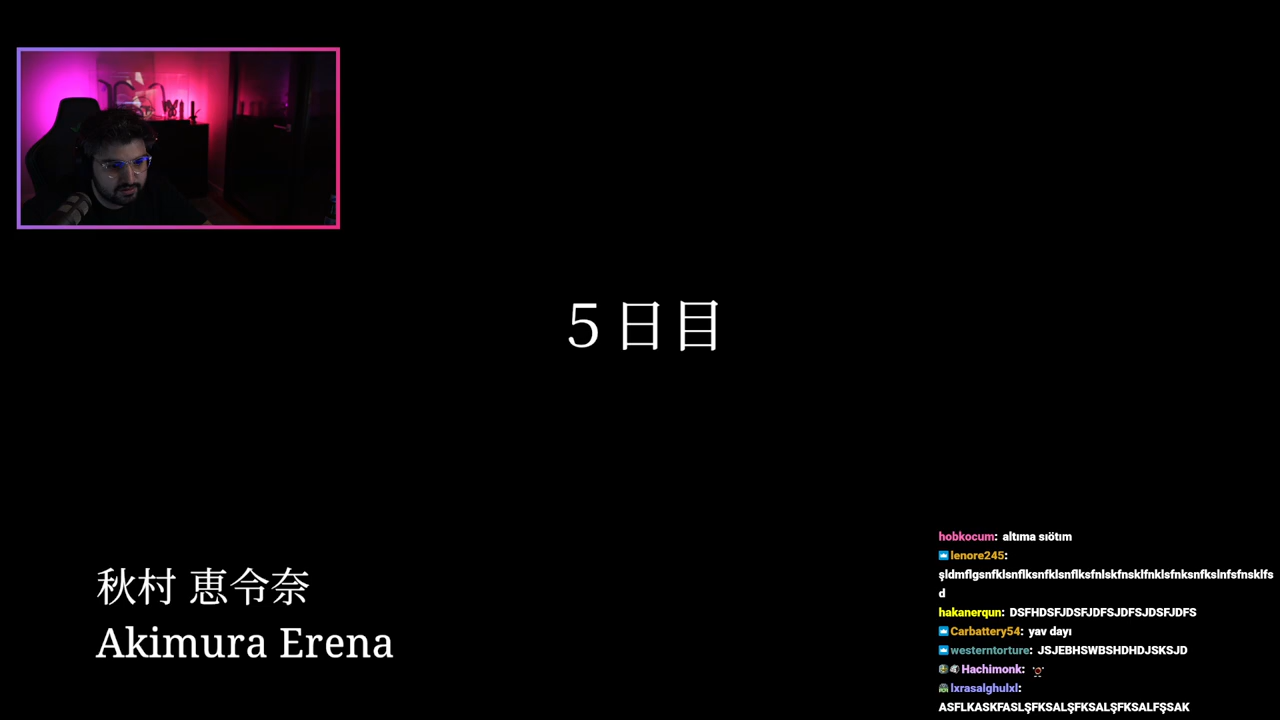 5日目
秋村 恵令奈
Akimura Erena
hobkocum: altıma sıötım
lenore245:
şldmflgsnfklsnflksnfklsnflksfnlskfnsklfnklsfnksnfkslnfsfnsklfs
d
hakanerqun: DSFHDSFJDSFJDFSJDFSJDSFJDFS
Carbattery54: yav dayı
westerntorture: JSJEBHSWBSHDHDJSKSJD
Hachimonk:
lxrasalghulxl:
ASFLKASKFASLŞFKSALŞFKSALŞFKSALFŞSAK